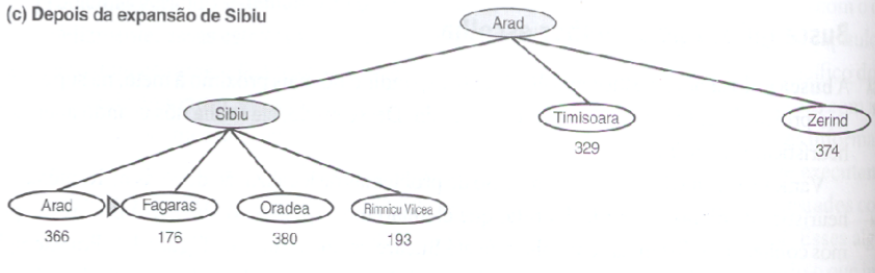 (c) Depois da expansão de Sibiu
Arad
Sibiu
Timisoara
Zerind
329
374
Arad
Fagaras
Oradea
Rimnicu Vilcea
366
176
380
193